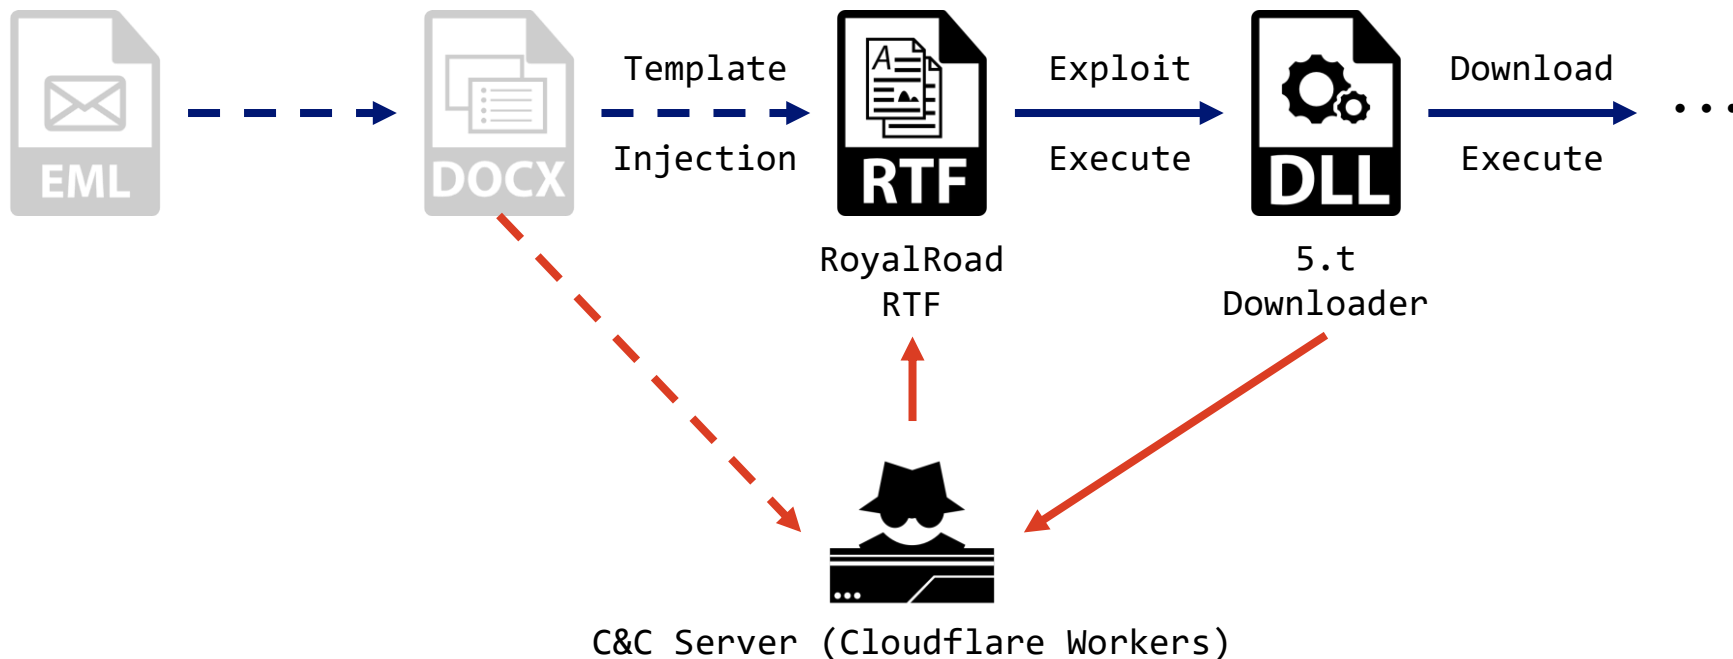 EML
DOCX
Template
Injection
A
RTF
Exploit
Execute
DLL
Download
Execute
...
RoyalRoad
RTF
5.t
Downloader
C&C Server (Cloudflare Workers)